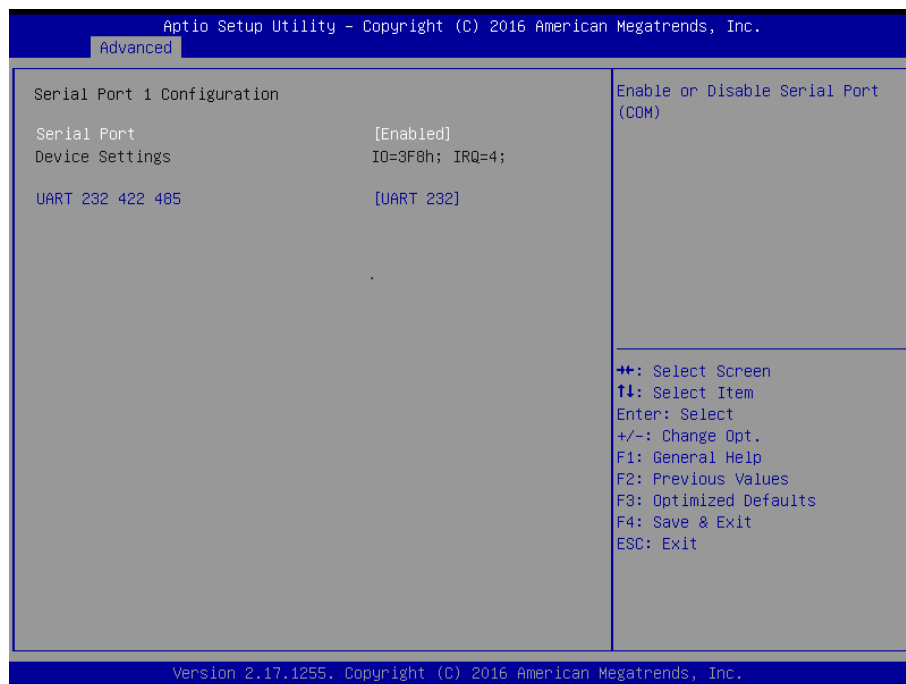 Aptio Setup Utility – Copyright (C) 2016 American Megatrends, Inc.
Advanced
Serial Port 1 Configuration
Serial Port [Enabled]
Device Settings IO=3F8h; IRQ=4;
UART 232 422 485 [UART 232]
Enable or Disable Serial Port
(COM)
→←: Select Screen
↑↓: Select Item
Enter: Select
+/-: Change Opt.
F1: General Help
F2: Previous Values
F3: Optimized Defaults
F4: Save & Exit
ESC: Exit
Version 2.17.1255. Copyright (C) 2016 American Megatrends, Inc.